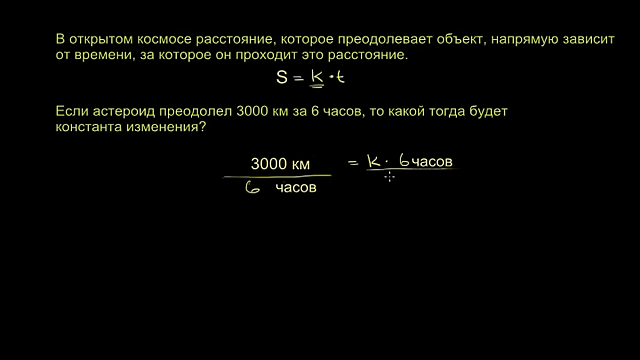 В открытом космосе расстояние, которое преодолевает объект, напрямую зависит
от времени, за которое он проходит это расстояние.
S = k · t
Если астероид преодолел 3000 км за 6 часов, то какой тогда будет
константа изменения?
3000 км = k · 6 часов
6 часов